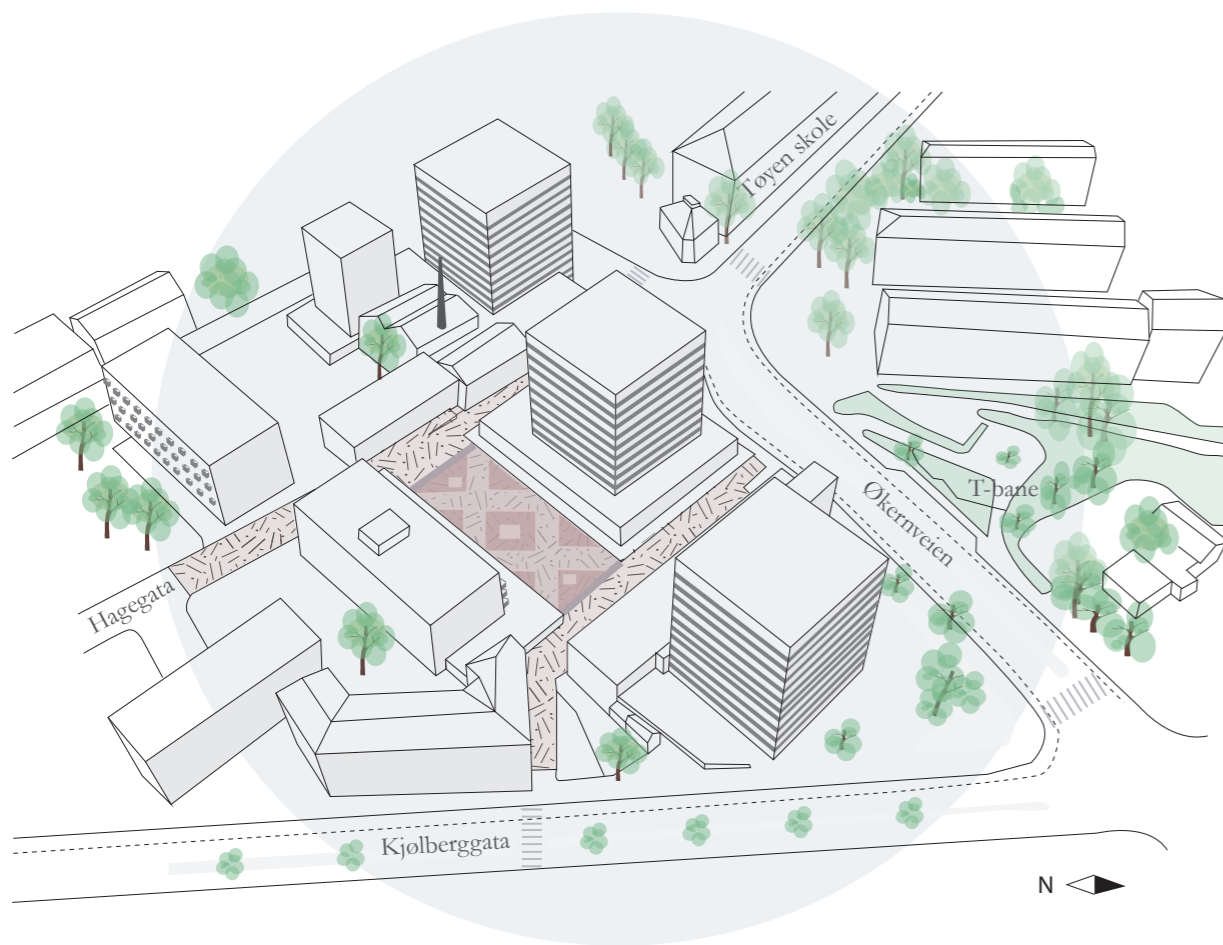 Tøyen skole
T-bane
Økernveien
Hagegata
Kjølberggata
N